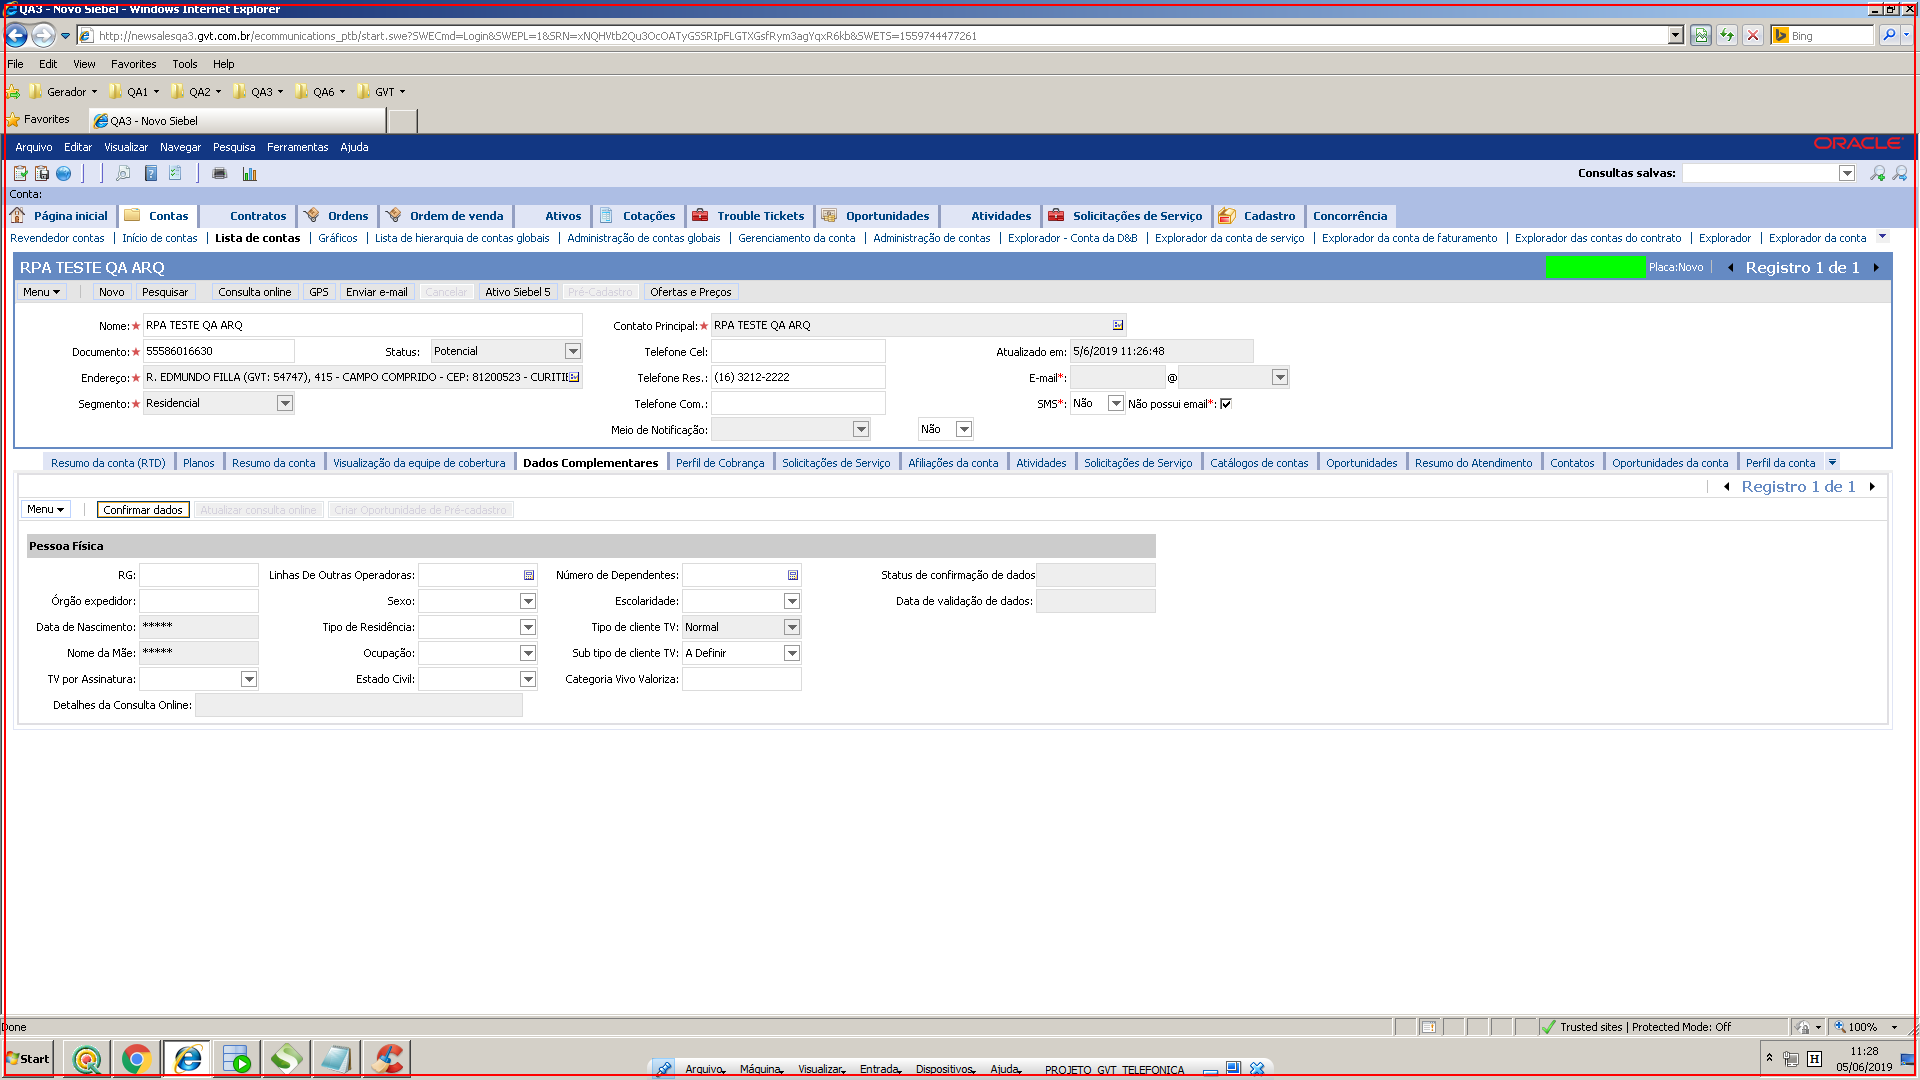 QA3 - Novo Siebel - Windows Internet Explorer
http://newsalesqa3.gvt.com.br/ecommunications_ptb/start.swe?SWECmd=Login&SWEPL=1&SRN=xNQHVtb2Qu3OcOATyGSSRIpFLGTXGsfRym3agYqxR6kb&SWETS=1559744477261
Bing
File Edit View Favorites Tools Help
Gerador QA1 QA2 QA3 QA6 GVT
Favorites QA3 - Novo Siebel
Arquivo Editar Visualizar Navegar Pesquisa Ferramentas Ajuda ORACLE
Consultas salvas:
Conta:
Página inicial Contas Contratos Ordens Ordem de venda Ativos Cotações Trouble Tickets Oportunidades Atividades Solicitações de Serviço Cadastro Concorrência
Revendedor contas Início de contas Lista de contas Gráficos Lista de hierarquia de contas globais Administração de contas globais Gerenciamento da conta Administração de contas Explorador - Conta da D&B Explorador da conta de serviço Explorador da conta de faturamento Explorador das contas do contrato Explorador Explorador da conta
RPA TESTE QA ARQ Placa:Novo Registro 1 de 1
Menu Novo Pesquisar Consulta online GPS Enviar e-mail Cancelar Ativo Siebel 5 Pré-Cadastro Ofertas e Preços
Nome:★ RPA TESTE QA ARQ Contato Principal:★ RPA TESTE QA ARQ
Documento:★ 55586016630 Status: Potencial Telefone Cel: Atualizado em: 5/6/2019 11:26:48
Endereço:★ R. EDMUNDO FILLA (GVT: 54747), 415 - CAMPO COMPRIDO - CEP: 81200523 - CURITI Telefone Res.: (16) 3212-2222 E-mail*: @
Segmento:★ Residencial Telefone Com.: SMS*: Não Não possui email*:
Meio de Notificação: Não
Resumo da conta (RTD) Planos Resumo da conta Visualização da equipe de cobertura Dados Complementares Perfil de Cobrança Solicitações de Serviço Afiliações da conta Atividades Solicitações de Serviço Catálogos de contas Oportunidades Resumo do Atendimento Contatos Oportunidades da conta Perfil da conta
Registro 1 de 1
Menu Confirmar dados Atualizar consulta online Criar Oportunidade de Pré-cadastro
Pessoa Física
RG: Linhas De Outras Operadoras: Número de Dependentes: Status de confirmação de dados
Órgão expedidor: Sexo: Escolaridade: Data de validação de dados:
Data de Nascimento: ***** Tipo de Residência: Tipo de cliente TV: Normal
Nome da Mãe: ***** Ocupação: Sub tipo de cliente TV: A Definir
TV por Assinatura: Estado Civil: Categoria Vivo Valoriza:
Detalhes da Consulta Online:
Done Trusted sites | Protected Mode: Off 100%
Start H 11:28
Arquivo Máquina Visualizar Entrada Dispositivos Ajuda PROJETO_GVT_TELEFONICA 05/06/2019